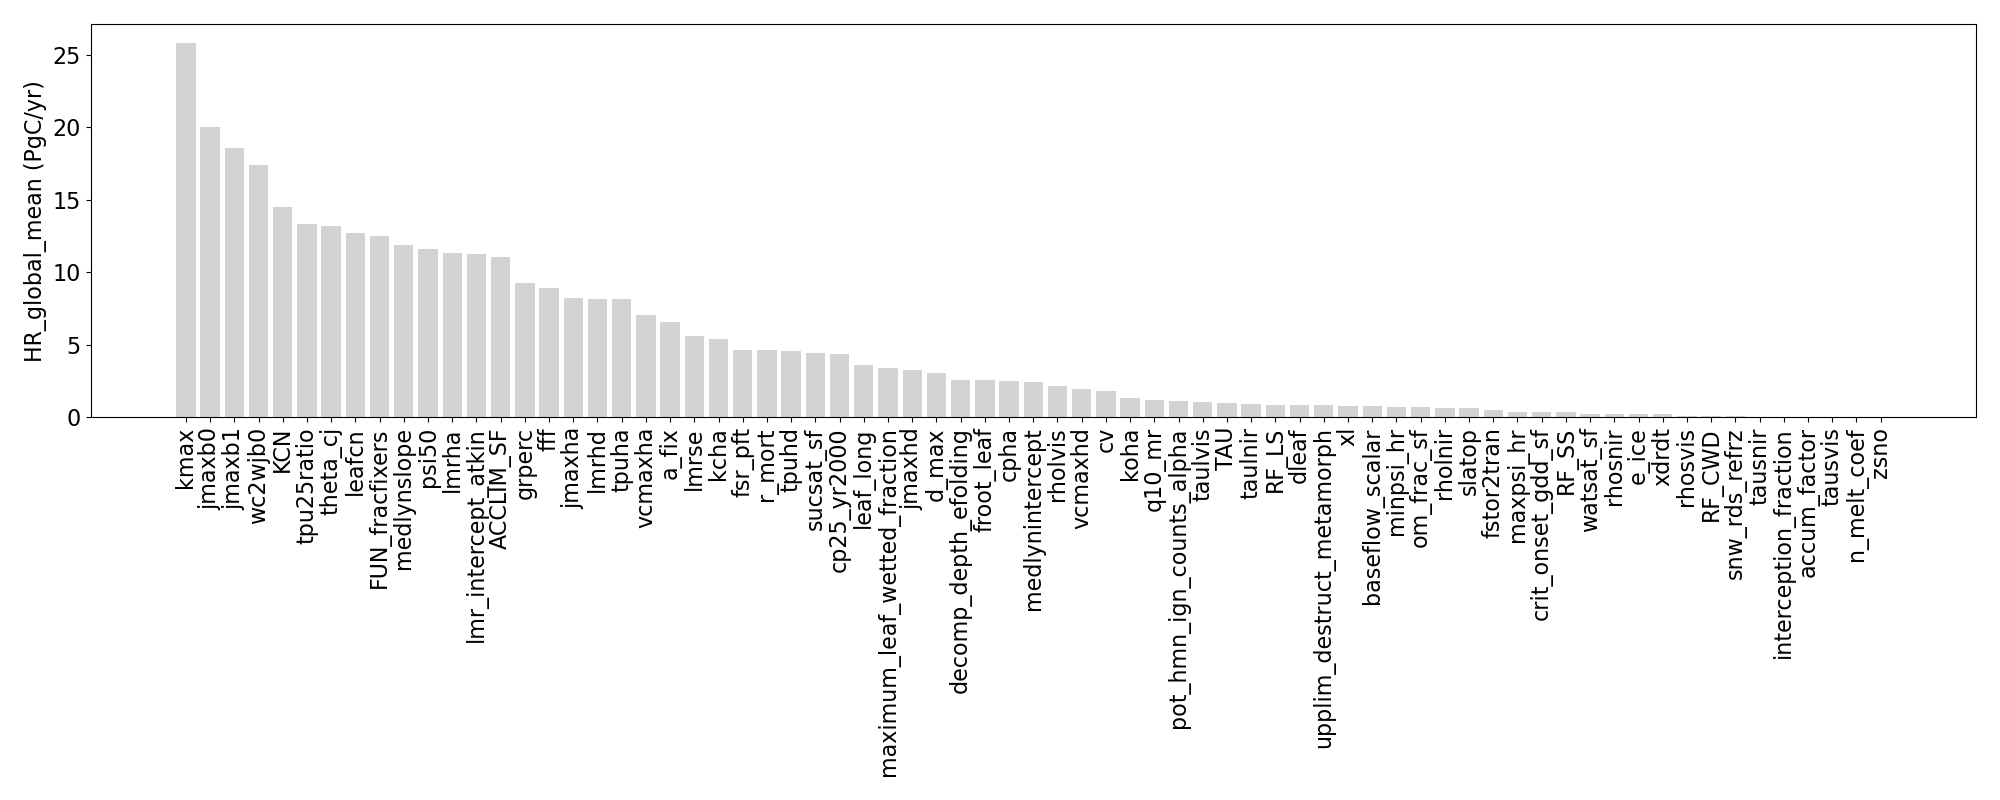 HR_global_mean (PgC/yr)
25
20
15
10
5
0
kmax
jmaxb0
jmaxb1
wc2wjb0
KCN
tpu25ratio
theta_cj
leafcn
FUN_fracfixers
medlynslope
psi50
lmrha
lmr_intercept_atkin
ACCLIM_SF
grperc
fff
jmaxha
lmrhd
tpuha
vcmaxha
a_fix
lmrse
kcha
fsr_pft
r_mort
tpuhd
sucsat_sf
cp25_yr2000
leaf_long
maximum_leaf_wetted_fraction
jmaxhd
d_max
decomp_depth_efolding
froot_leaf
cpha
medlynintercept
rholvis
vcmaxhd
cv
koha
q10_mr
pot_hmn_ign_counts_alpha
taulvis
TAU
taulnir
RF_LS
dleaf
upplim_destruct_metamorph
xl
baseflow_scalar
minpsi_hr
om_frac_sf
rholnir
slatop
fstor2tran
maxpsi_hr
crit_onset_gdd_sf
RF_SS
watsat_sf
rhosnir
e_ice
xdrdt
rhosvis
RF_CWD
snw_rds_refrz
tausnir
interception_fraction
accum_factor
tausvis
n_melt_coef
zsno